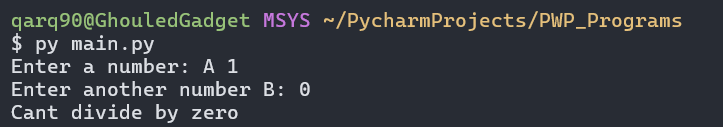 qarq90@GhouledGadget MSYS ~/PycharmProjects/PWP_Programs
$ py main.py
Enter a number: A 1
Enter another number B: 0
Cant divide by zero